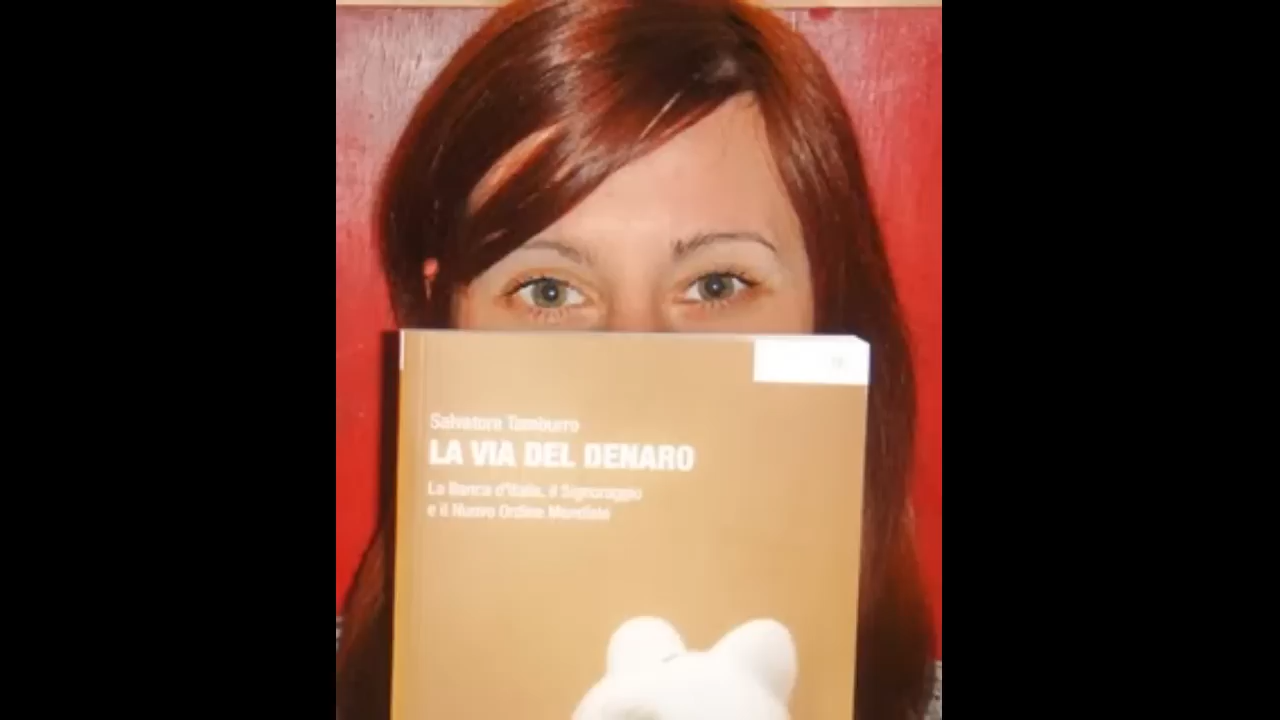 Salvatore Tamburro
LA VIA DEL DENARO
La Banca d'Italia, il Signoraggio
e il Nuovo Ordine Mondiale